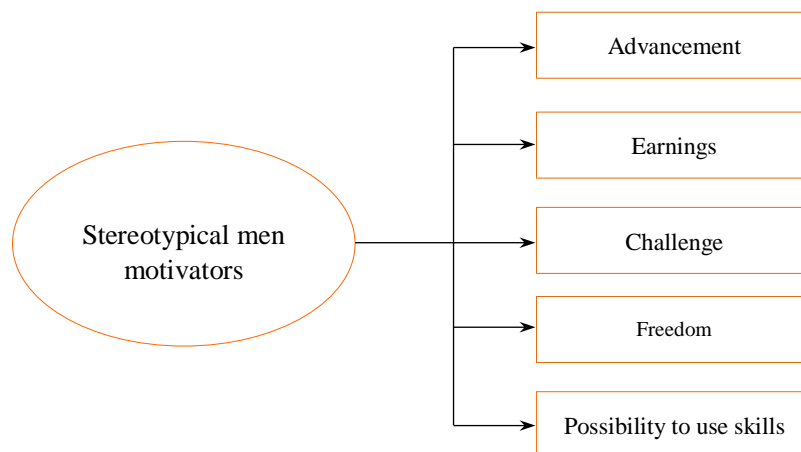 Advancement
Earnings
Stereotypical men
motivators
Challenge
Freedom
Possibility to use skills